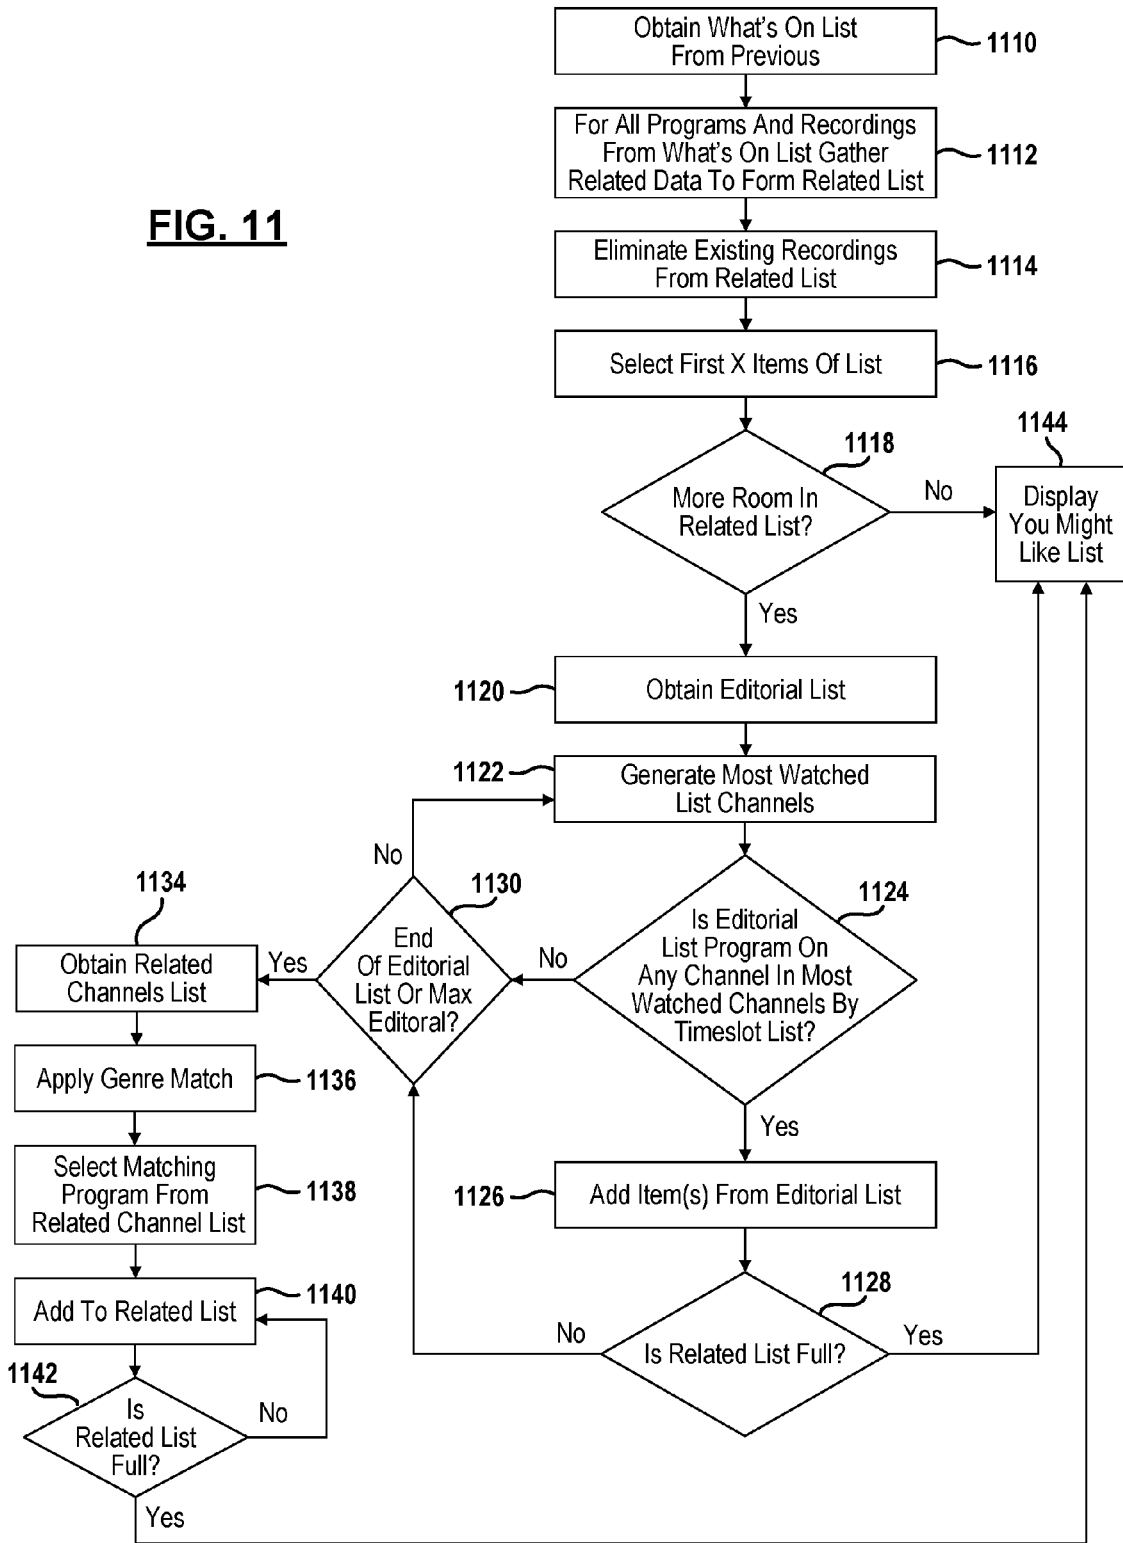 Obtain What's On List
From Previous
1110
For All Programs And Recordings
From What's On List Gather
Related Data To Form Related List
1112
FIG. 11
Eliminate Existing Recordings
From Related List
1114
Select First X Items Of List
1116
1118
More Room In
Related List?
No
1144
Display
You Might
Like List
Yes
1120
Obtain Editorial List
1122
Generate Most Watched
List Channels
No
1130
End
Of Editorial
List Or Max
Editoral?
No
1124
Is Editorial
List Program On
Any Channel In Most
Watched Channels By
Timeslot List?
1134
Obtain Related
Channels List
Yes
Apply Genre Match
1136
Yes
Select Matching
Program From
Related Channel List
1138
1126
Add Item(s) From Editorial List
Add To Related List
1140
1128
No
Is Related List Full?
Yes
1142
Is
Related List
Full?
No
Yes